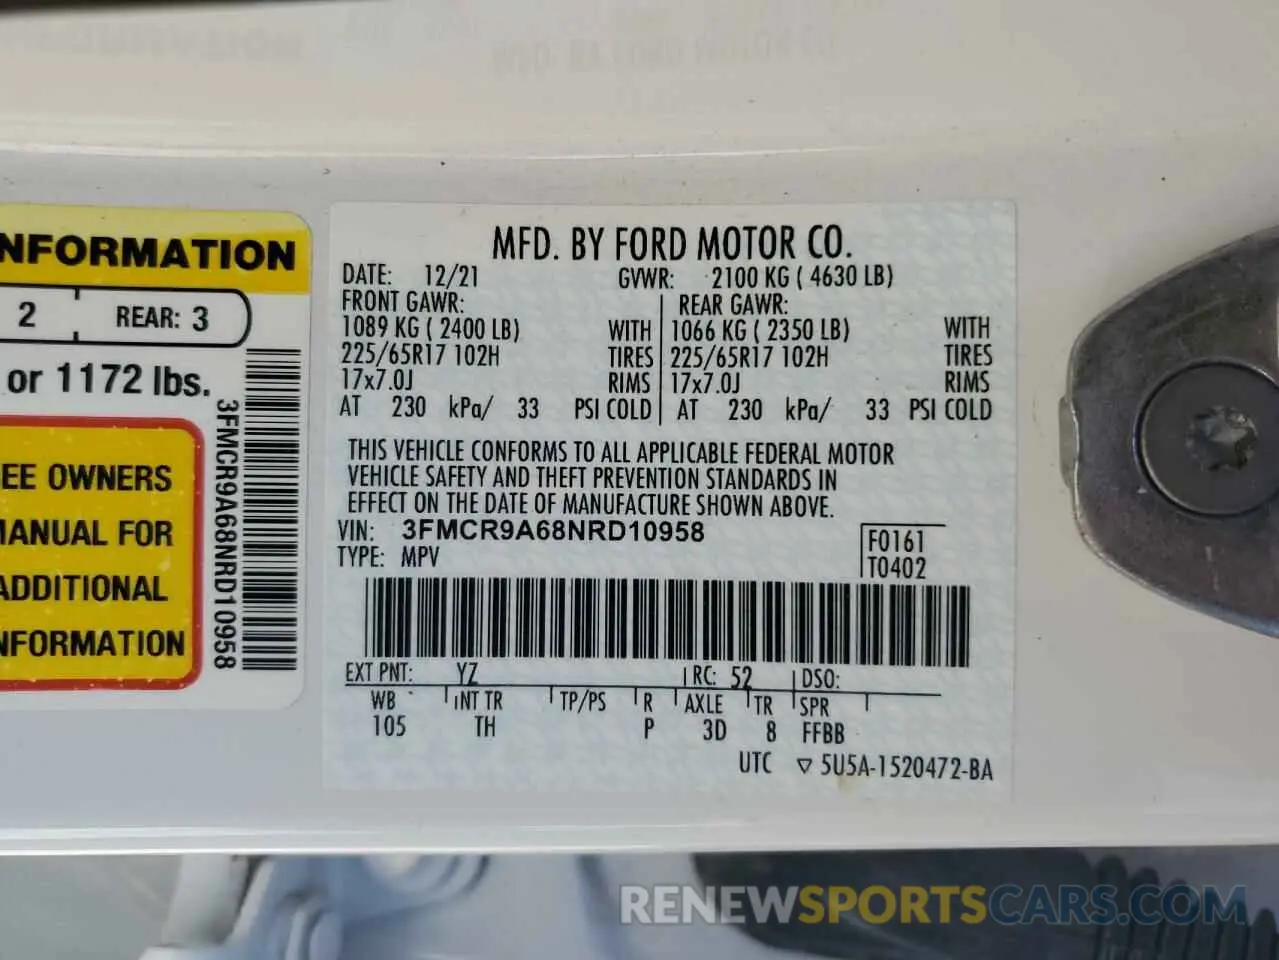 NFORMATION
2 REAR: 3
or 1172 lbs.
EE OWNERS
MANUAL FOR
ADDITIONAL
NFORMATION
3FMCR9A68NRD10958
MFD. BY FORD MOTOR CO.
DATE: 12/21 GVWR: 2100 KG ( 4630 LB)
FRONT GAWR: REAR GAWR:
1089 KG ( 2400 LB) WITH 1066 KG ( 2350 LB) WITH
225/65R17 102H TIRES 225/65R17 102H TIRES
17x7.0J RIMS 17x7.0J RIMS
AT 230 kPa/ 33 PSI COLD AT 230 kPa/ 33 PSI COLD
THIS VEHICLE CONFORMS TO ALL APPLICABLE FEDERAL MOTOR
VEHICLE SAFETY AND THEFT PREVENTION STANDARDS IN
EFFECT ON THE DATE OF MANUFACTURE SHOWN ABOVE.
VIN: 3FMCR9A68NRD10958 F0161
TYPE: MPV T0402
EXT PNT: YZ RC: 52 DSO:
WB INT TR TP/PS R AXLE TR SPR
105 TH P 3D 8 FFBB
UTC ▽ 5U5A-1520472-BA
RENEWSPORTSCARS.COM